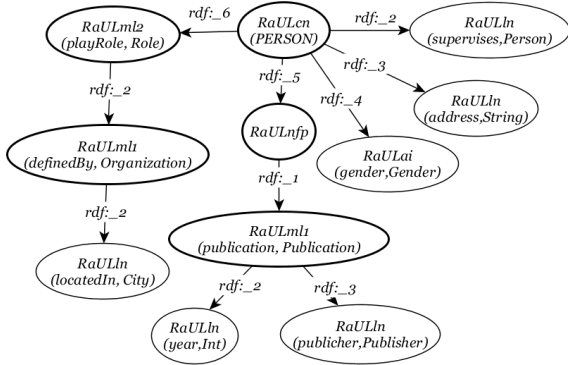 RaULml2
(playRole, Role)
rdf:_6
RaULcn
(PERSON)
rdf:_2
RaULln
(supervises,Person)
rdf:_3
RaULln
(address,String)
rdf:_4
RaULai
(gender,Gender)
rdf:_5
RaULnfp
rdf:_2
RaULml1
(definedBy, Organization)
rdf:_1
RaULml1
(publication, Publication)
rdf:_2
RaULln
(locatedIn, City)
rdf:_2
RaULln
(year,Int)
rdf:_3
RaULln
(publicher,Publisher)